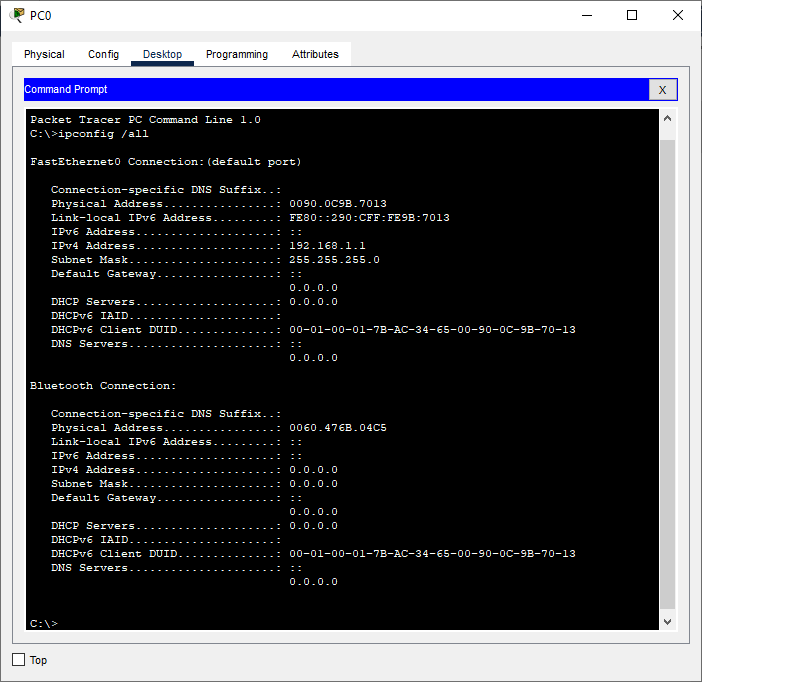 PC0
Physical Config Desktop Programming Attributes
Command Prompt X
Packet Tracer PC Command Line 1.0
C:\>ipconfig /all
FastEthernet0 Connection:(default port)
Connection-specific DNS Suffix..:
Physical Address................: 0090.0C9B.7013
Link-local IPv6 Address.........: FE80::290:CFF:FE9B:7013
IPv6 Address....................: ::
IPv4 Address....................: 192.168.1.1
Subnet Mask.....................: 255.255.255.0
Default Gateway.................: ::
0.0.0.0
DHCP Servers....................: 0.0.0.0
DHCPv6 IAID.....................:
DHCPv6 Client DUID..............: 00-01-00-01-7B-AC-34-65-00-90-0C-9B-70-13
DNS Servers.....................: ::
0.0.0.0
Bluetooth Connection:
Connection-specific DNS Suffix..:
Physical Address................: 0060.476B.04C5
Link-local IPv6 Address.........: ::
IPv6 Address....................: ::
IPv4 Address....................: 0.0.0.0
Subnet Mask.....................: 0.0.0.0
Default Gateway.................: ::
0.0.0.0
DHCP Servers....................: 0.0.0.0
DHCPv6 IAID.....................:
DHCPv6 Client DUID..............: 00-01-00-01-7B-AC-34-65-00-90-0C-9B-70-13
DNS Servers.....................: ::
0.0.0.0
C:\>
Top